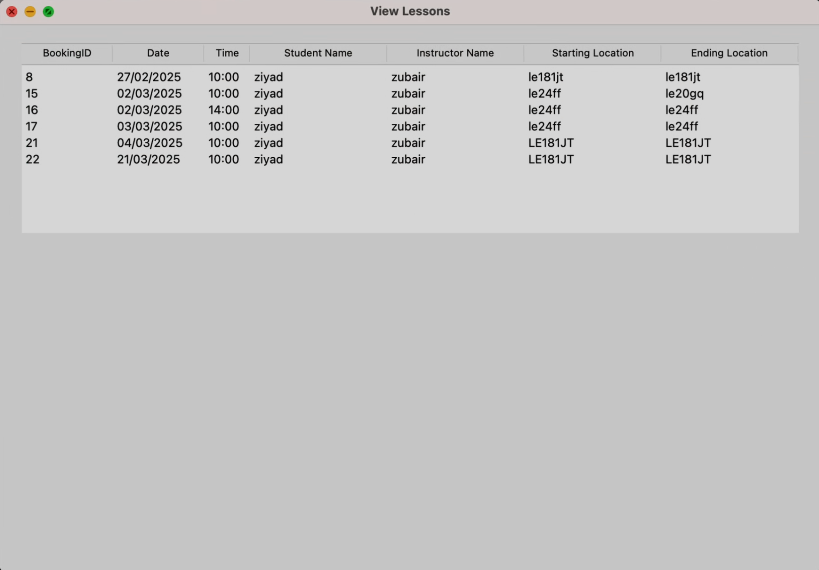 View Lessons
BookingID Date Time Student Name Instructor Name Starting Location Ending Location
8 27/02/2025 10:00 ziyad zubair le181jt le181jt
15 02/03/2025 10:00 ziyad zubair le24ff le20gq
16 02/03/2025 14:00 ziyad zubair le24ff le24ff
17 03/03/2025 10:00 ziyad zubair le24ff le24ff
21 04/03/2025 10:00 ziyad zubair LE181JT LE181JT
22 21/03/2025 10:00 ziyad zubair LE181JT LE181JT